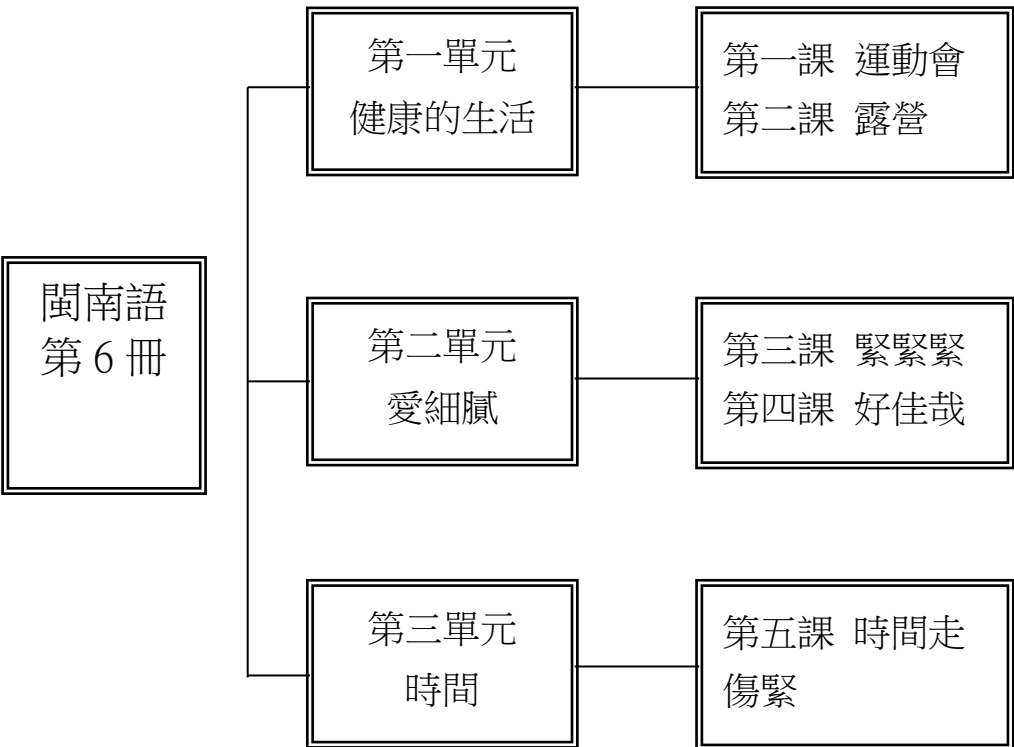 閩南語
第 6 冊
第一單元
健康的生活
第一課 運動會
第二課 露營
第二單元
愛細膩
第三課 緊緊緊
第四課 好佳哉
第三單元
時間
第五課 時間走
傷緊